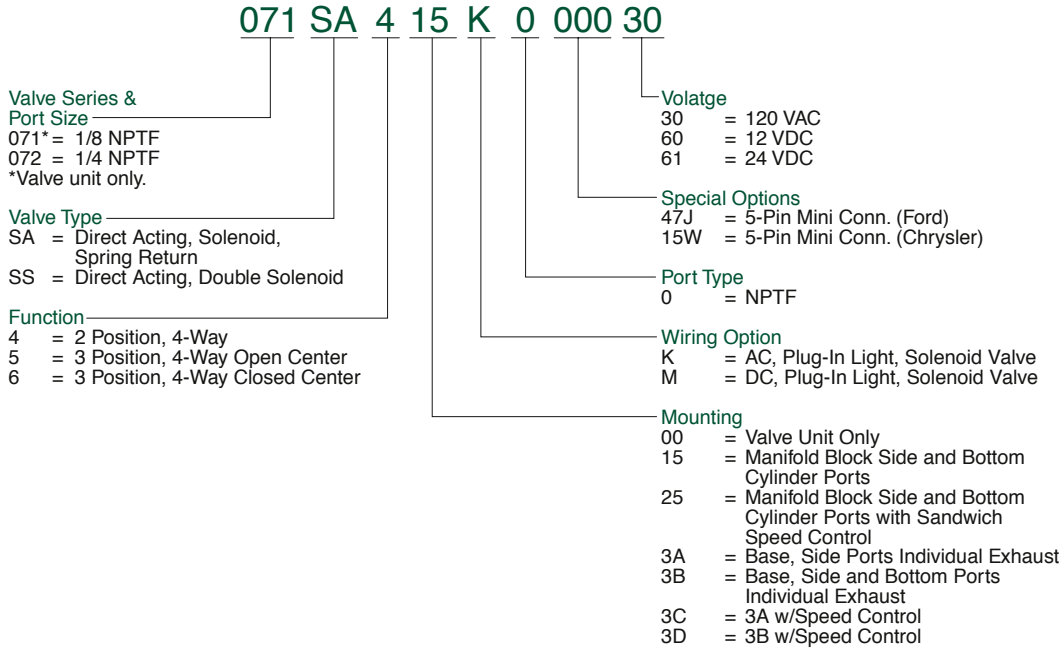 071 SA 4 15 K 0 000 30
Valve Series &
Port Size
071* = 1/8 NPTF
072 = 1/4 NPTF
*Valve unit only.
Valve Type
SA = Direct Acting, Solenoid,
Spring Return
SS = Direct Acting, Double Solenoid
Function
4 = 2 Position, 4-Way
5 = 3 Position, 4-Way Open Center
6 = 3 Position, 4-Way Closed Center
Volatge
30 = 120 VAC
60 = 12 VDC
61 = 24 VDC
Special Options
47J = 5-Pin Mini Conn. (Ford)
15W = 5-Pin Mini Conn. (Chrysler)
Port Type
0 = NPTF
Wiring Option
K = AC, Plug-In Light, Solenoid Valve
M = DC, Plug-In Light, Solenoid Valve
Mounting
00 = Valve Unit Only
15 = Manifold Block Side and Bottom
Cylinder Ports
25 = Manifold Block Side and Bottom
Cylinder Ports with Sandwich
Speed Control
3A = Base, Side Ports Individual Exhaust
3B = Base, Side and Bottom Ports
Individual Exhaust
3C = 3A w/Speed Control
3D = 3B w/Speed Control